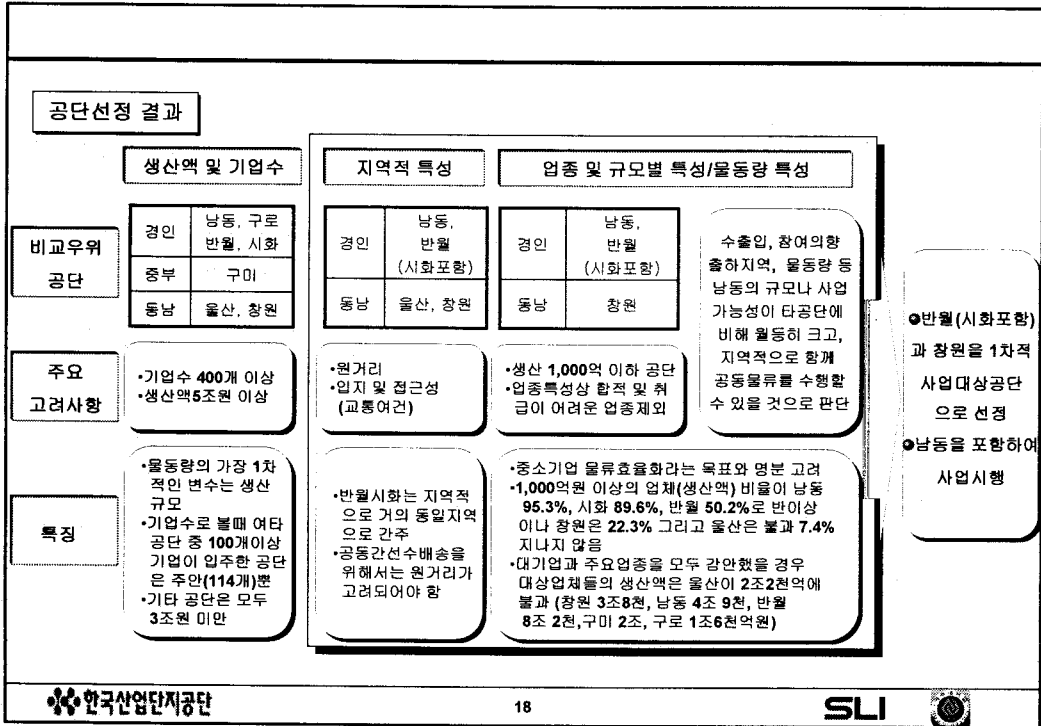 공단선정 결과
생산액 및 기업수
지역적 특성
업종 및 규모별 특성/물동량 특성
비교우위
공단
경인
남동, 구로
반월, 시화
중부
구미
동남
울산, 창원
경인
남동,
반월
(시화포함)
동남
울산, 창원
경인
남동,
반월
(시화포함)
동남
창원
수출입, 참여의향
출하지역, 물동량 등
남동의 규모나 사업
가능성이 타공단에
비해 월등히 크고,
지역적으로 함께
공동물류를 수행할
수 있을 것으로 판단
주요
고려사항
•기업수 400개 이상
•생산액5조원 이상
•원거리
•입지 및 접근성
(교통여건)
•생산 1,000억 이하 공단
•업종특성상 합적 및 취
급이 어려운 업종제외
특징
•물동량의 가장 1차
적인 변수는 생산
규모
•기업수로 볼때 여타
공단 중 100개이상
기업이 입주한 공단
은 주안(114개)뿐
•기타 공단은 모두
3조원 미만
•반월시화는 지역적
으로 거의 동일지역
으로 간주
•공동간선수배송을
위해서는 원거리가
고려되어야 함
•중소기업 물류효율화라는 목표와 명분 고려
•1,000억원 이상의 업체(생산액) 비율이 남동
95.3%, 시화 89.6%, 반월 50.2%로 반이상
이나 창원은 22.3% 그리고 울산은 불과 7.4%
지나지 않음
•대기업과 주요업종을 모두 감안했을 경우
대상업체들의 생산액은 울산이 2조2천억에
불과 (창원 3조8천, 남동 4조 9천, 반월
8조 2천,구미 2조, 구로 1조6천억원)
반월(시화포함)
과 창원을 1차적
사업대상공단
으로 선정
남동을 포함하여
사업시행
한국산업단지공단
18
SLI